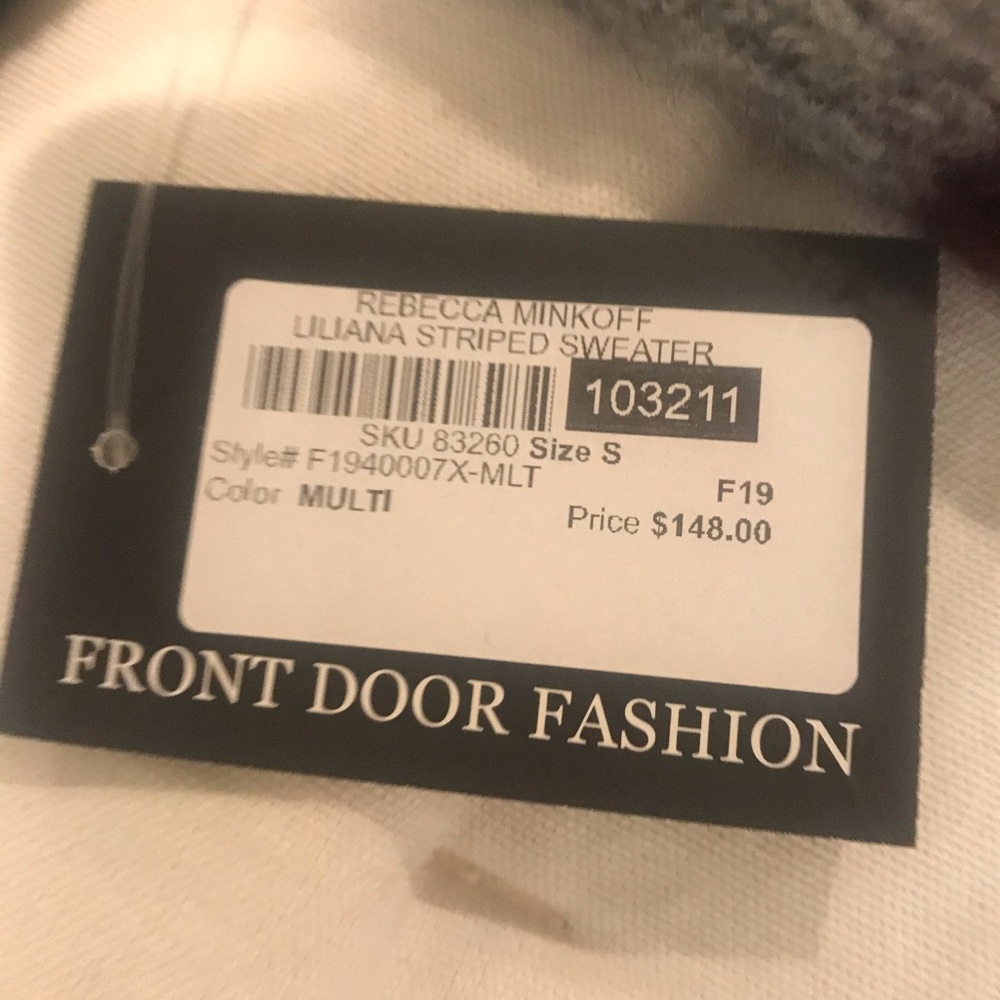 REBECCA MINKOFF
LILIANA STRIPED SWEATER
103211
SKU 83260 Size S
Style# F1940007X-MLT
F19
Color MULTI
Price $148.00
FRONT DOOR FASHION